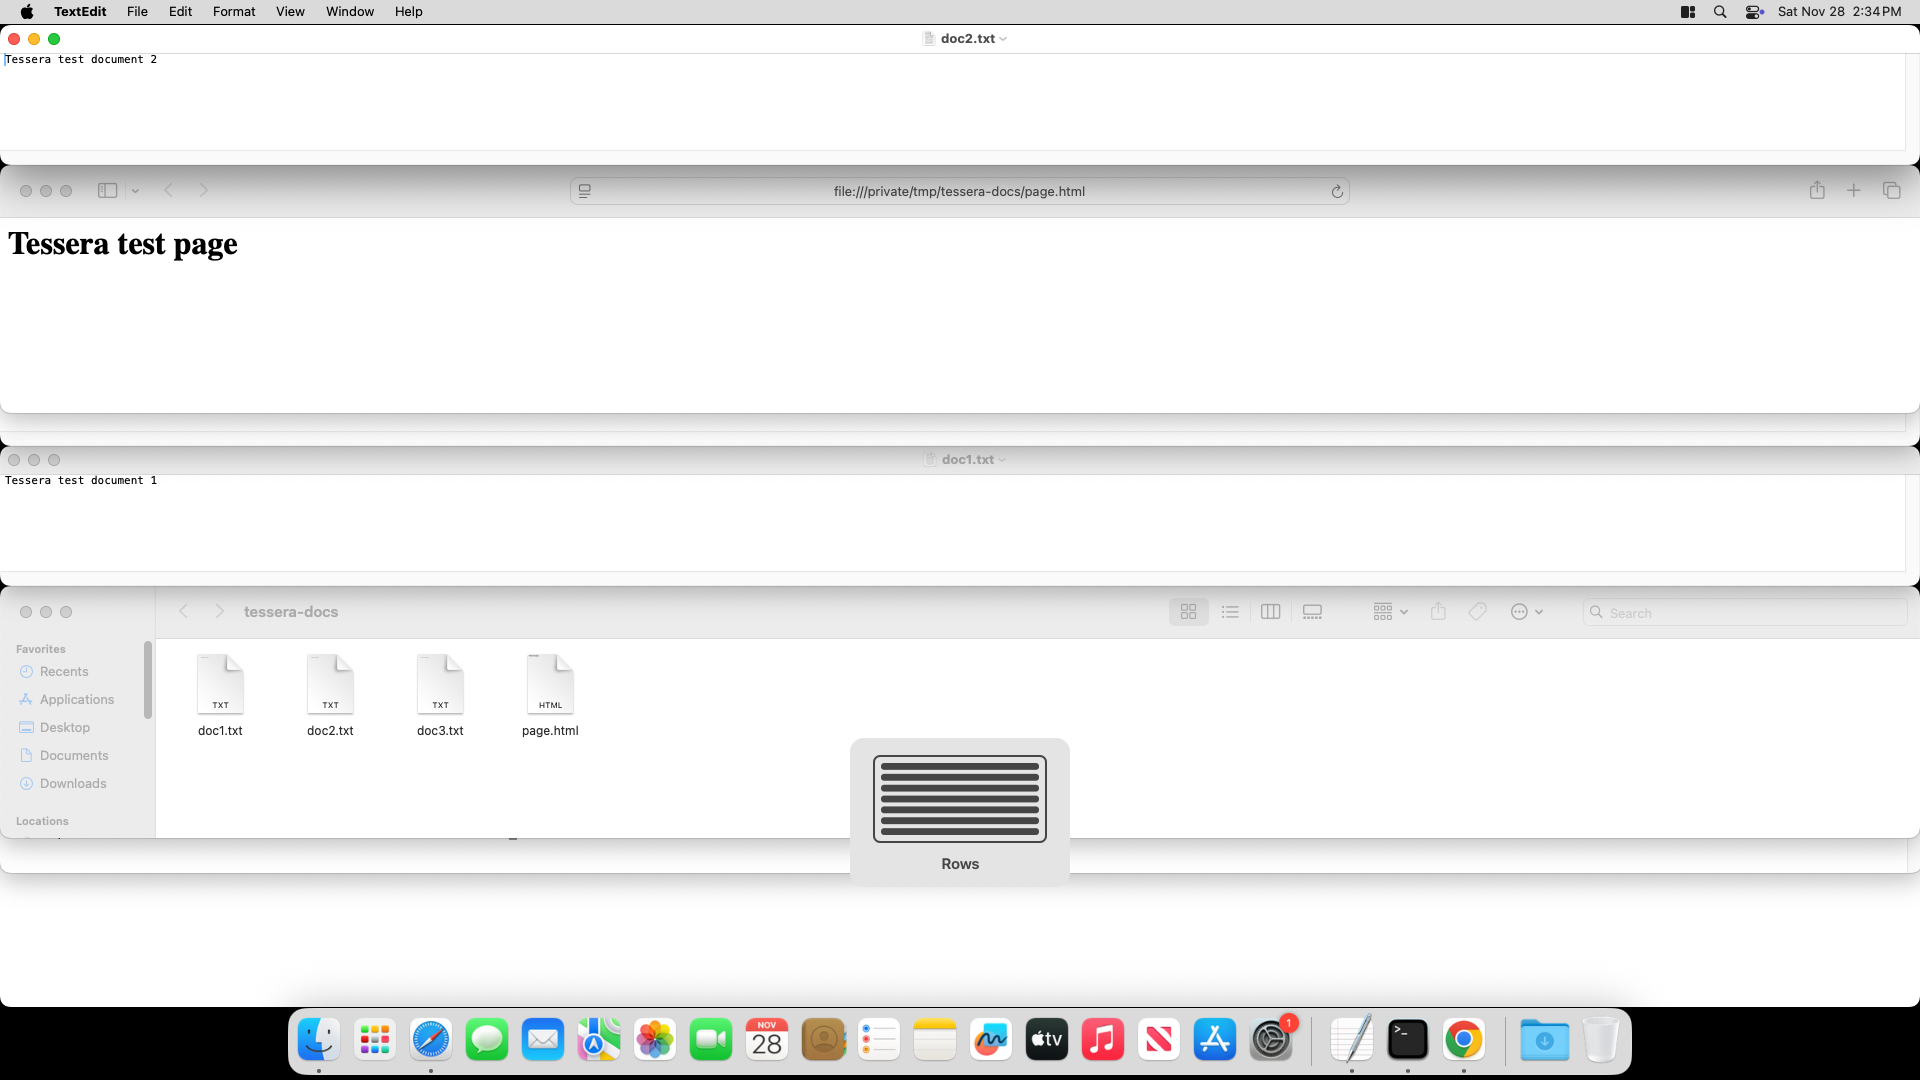 TextEdit File Edit Format View Window Help Sat Nov 28 2:34 PM
doc2.txt
Tessera test document 2
file:///private/tmp/tessera-docs/page.html
Tessera test page
doc1.txt
Tessera test document 1
tessera-docs
Search
Favorites
Recents
Applications
Desktop
Documents
Downloads
Locations
TXT TXT TXT HTML
doc1.txt doc2.txt doc3.txt page.html
Rows
NOV
28
tv
1
>_